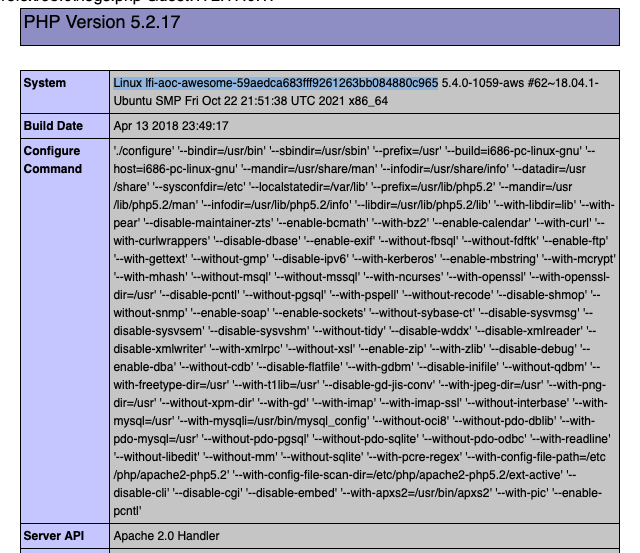 PHP Version 5.2.17
System
Linux lfi-aoc-awesome-59aedca683fff9261263bb084880c965 5.4.0-1059-aws #62~18.04.1-
Ubuntu SMP Fri Oct 22 21:51:38 UTC 2021 x86_64
Build Date
Apr 13 2018 23:49:17
Configure
Command
'./configure' '--bindir=/usr/bin' '--sbindir=/usr/sbin' '--prefix=/usr' '--build=i686-pc-linux-gnu' '--
host=i686-pc-linux-gnu' '--mandir=/usr/share/man' '--infodir=/usr/share/info' '--datadir=/usr
/share' '--sysconfdir=/etc' '--localstatedir=/var/lib' '--prefix=/usr/lib/php5.2' '--mandir=/usr
/lib/php5.2/man' '--infodir=/usr/lib/php5.2/info' '--libdir=/usr/lib/php5.2/lib' '--with-libdir=lib' '--with-
pear' '--disable-maintainer-zts' '--enable-bcmath' '--with-bz2' '--enable-calendar' '--with-curl' '--
with-curlwrappers' '--disable-dbase' '--enable-exif' '--without-fbsql' '--without-fdftk' '--enable-ftp'
'--with-gettext' '--without-gmp' '--disable-ipv6' '--with-kerberos' '--enable-mbstring' '--with-mcrypt'
'--with-mhash' '--without-msql' '--without-mssql' '--with-ncurses' '--with-openssl' '--with-openssl-
dir=/usr' '--disable-pcntl' '--without-pgsql' '--with-pspell' '--without-recode' '--disable-shmop' '--
without-snmp' '--enable-soap' '--enable-sockets' '--without-sybase-ct' '--disable-sysvmsg' '--
disable-sysvsem' '--disable-sysvshm' '--without-tidy' '--disable-wddx' '--disable-xmlreader' '--
disable-xmlwriter' '--with-xmlrpc' '--without-xsl' '--enable-zip' '--with-zlib' '--disable-debug' '--
enable-dba' '--without-cdb' '--disable-flatfile' '--with-gdbm' '--disable-inifile' '--without-qdbm' '--
with-freetype-dir=/usr' '--with-t1lib=/usr' '--disable-gd-jis-conv' '--with-jpeg-dir=/usr' '--with-png-
dir=/usr' '--without-xpm-dir' '--with-gd' '--with-imap' '--with-imap-ssl' '--without-interbase' '--with-
mysql=/usr' '--with-mysqli=/usr/bin/mysql_config' '--without-oci8' '--without-pdo-dblib' '--with-
pdo-mysql=/usr' '--without-pdo-pgsql' '--without-pdo-sqlite' '--without-pdo-odbc' '--with-readline'
'--without-libedit' '--without-mm' '--without-sqlite' '--with-pcre-regex' '--with-config-file-path=/etc
/php/apache2-php5.2' '--with-config-file-scan-dir=/etc/php/apache2-php5.2/ext-active' '--
disable-cli' '--disable-cgi' '--disable-embed' '--with-apxs2=/usr/bin/apxs2' '--with-pic' '--enable-
pcntl'
Server API
Apache 2.0 Handler